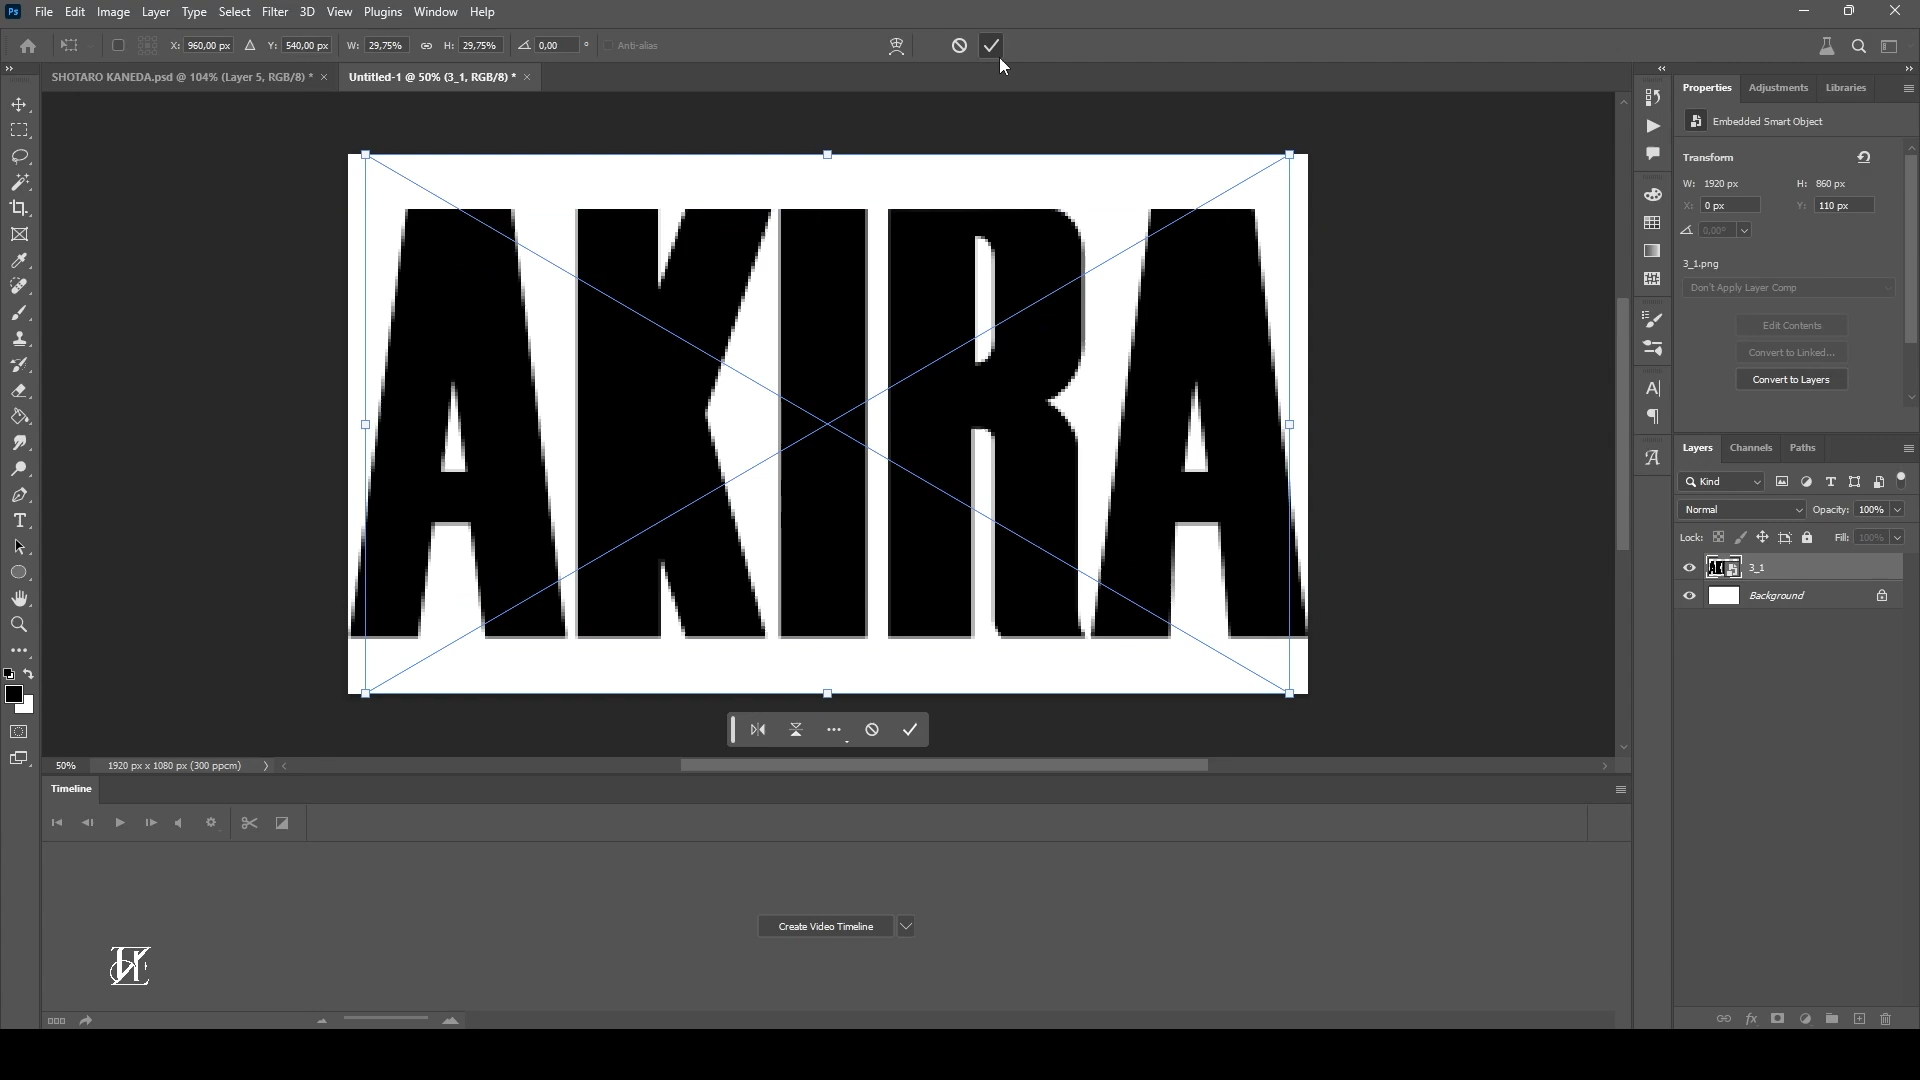 Ps File Edit Image Layer Type Select Filter 3D View Plugins Window Help
X: 960,00 px Y: 540,00 px W: 29,75% H: 29,75% 0,00 ° Anti-alias
SHOTARO KANEDA.psd @ 104% (Layer 5, RGB/8) * × Untitled-1 @ 50% (3_1, RGB/8) * ×
AKIRA
50% 1920 px x 1080 px (300 ppcm)
Timeline
Create Video Timeline
Properties Adjustments Libraries
Embedded Smart Object
Transform
W: 1920 px H: 860 px
X: 0 px Y: 110 px
0,00°
3_1.png
Don't Apply Layer Comp
Edit Contents
Convert to Linked...
Convert to Layers
Layers Channels Paths
Kind
Normal Opacity: 100%
Lock: Fill: 100%
3_1
Background